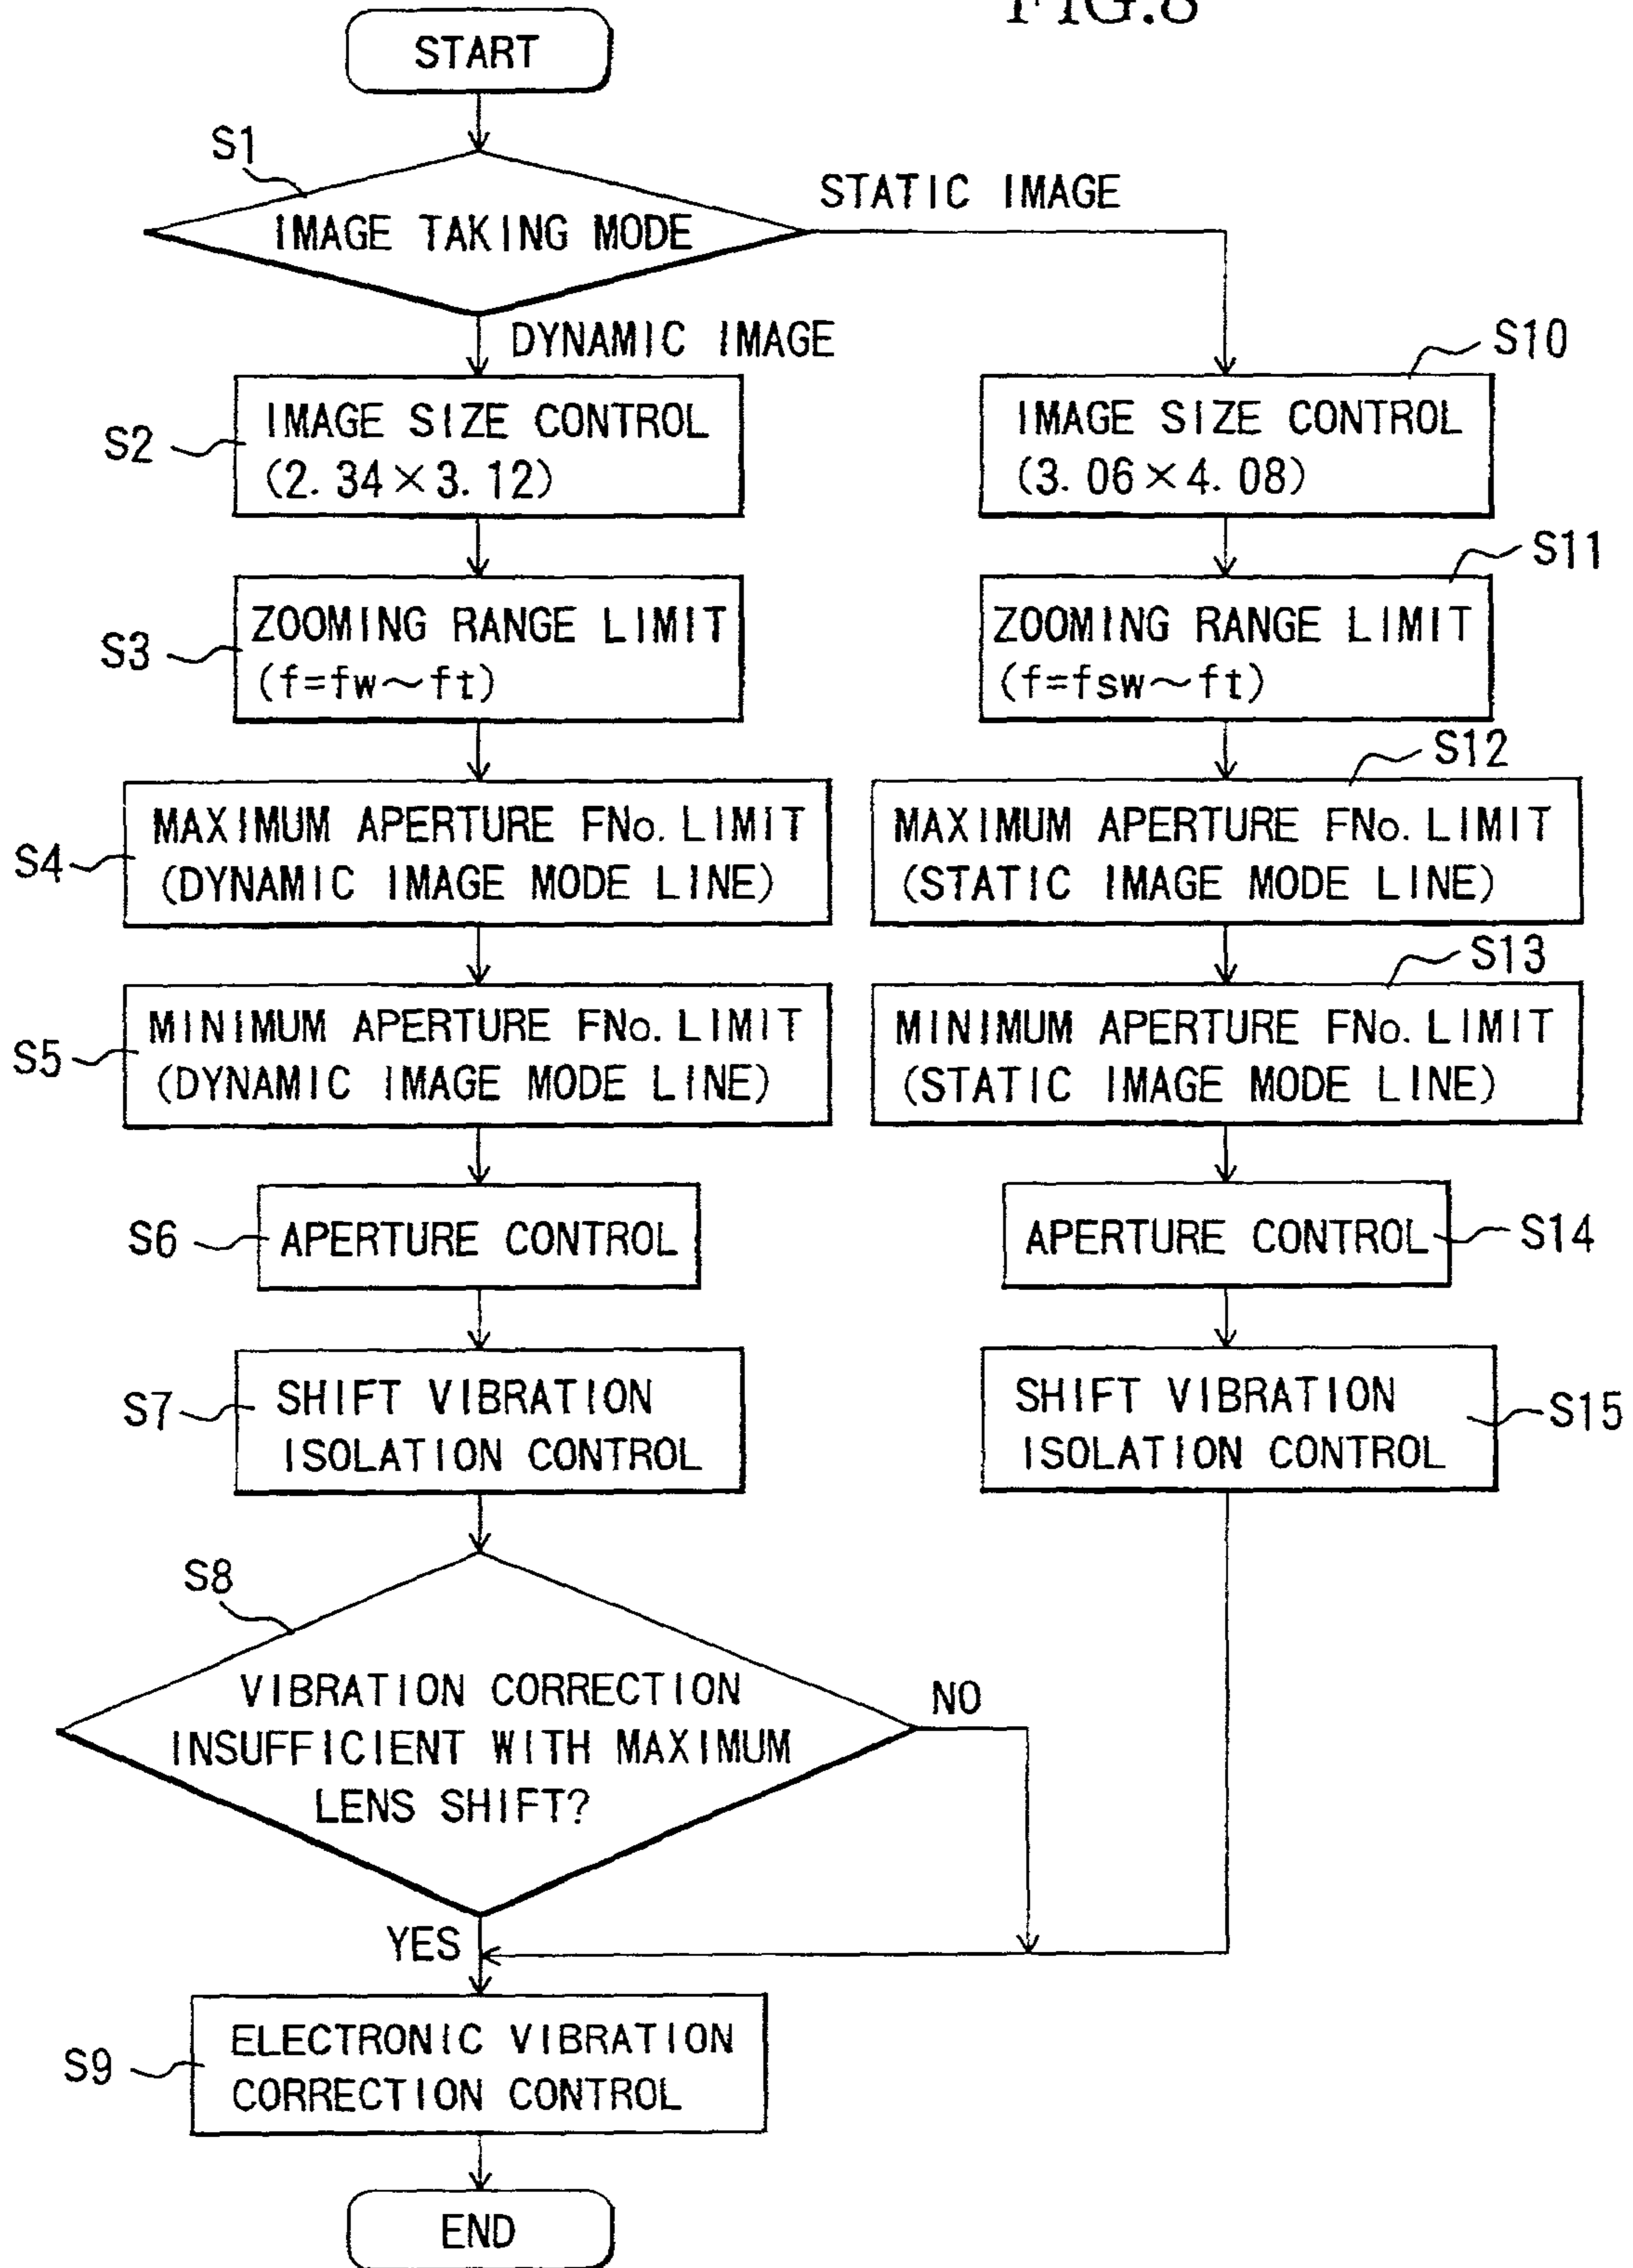 FIG.8
START
S1
IMAGE TAKING MODE
STATIC IMAGE
DYNAMIC IMAGE
S2
IMAGE SIZE CONTROL
(2.34×3.12)
S3
ZOOMING RANGE LIMIT
(f=fw~ft)
S4
MAXIMUM APERTURE FNo. LIMIT
(DYNAMIC IMAGE MODE LINE)
S5
MINIMUM APERTURE FNo. LIMIT
(DYNAMIC IMAGE MODE LINE)
S6
APERTURE CONTROL
S7
SHIFT VIBRATION
ISOLATION CONTROL
S8
VIBRATION CORRECTION
INSUFFICIENT WITH MAXIMUM
LENS SHIFT?
NO
YES
S9
ELECTRONIC VIBRATION
CORRECTION CONTROL
END
S10
IMAGE SIZE CONTROL
(3.06×4.08)
S11
ZOOMING RANGE LIMIT
(f=fsw~ft)
S12
MAXIMUM APERTURE FNo. LIMIT
(STATIC IMAGE MODE LINE)
S13
MINIMUM APERTURE FNo. LIMIT
(STATIC IMAGE MODE LINE)
S14
APERTURE CONTROL
S15
SHIFT VIBRATION
ISOLATION CONTROL